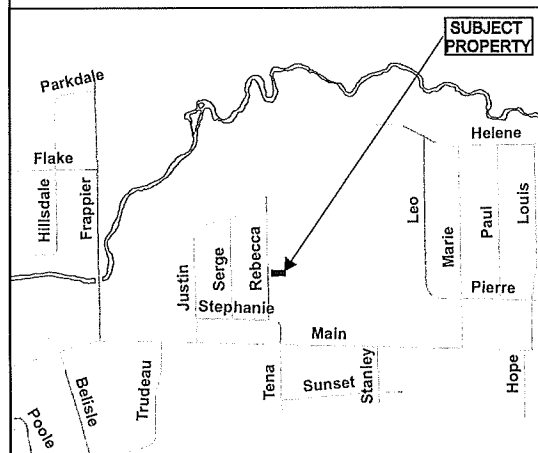 SUBJECT
PROPERTY
Parkdale
Helene
Flake
Hillsdale
Frappier
Leo
Marie
Paul
Louis
Justin
Serge
Rebecca
Stephanie
Pierre
Main
Poole
Belisle
Trudeau
Tena
Sunset
Stanley
Hope